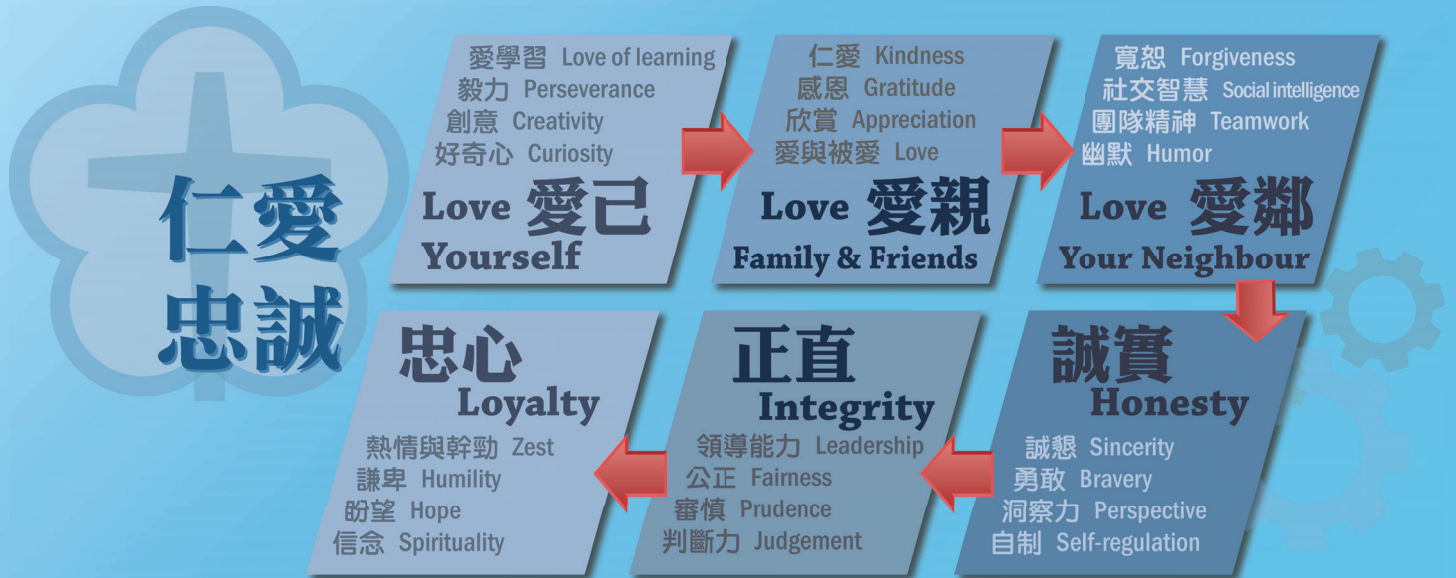 仁愛
忠誠
愛學習 Love of learning
毅力 Perseverance
創意 Creativity
好奇心 Curiosity
Love 愛己
Yourself
仁愛 Kindness
感恩 Gratitude
欣賞 Appreciation
愛與被愛 Love
Love 愛親
Family & Friends
寬恕 Forgiveness
社交智慧 Social intelligence
團隊精神 Teamwork
幽默 Humor
Love 愛鄰
Your Neighbour
誠實
Honesty
誠懇 Sincerity
勇敢 Bravery
洞察力 Perspective
自制 Self-regulation
正直
Integrity
領導能力 Leadership
公正 Fairness
審慎 Prudence
判斷力 Judgement
忠心
Loyalty
熱情與幹勁 Zest
謙卑 Humility
盼望 Hope
信念 Spirituality